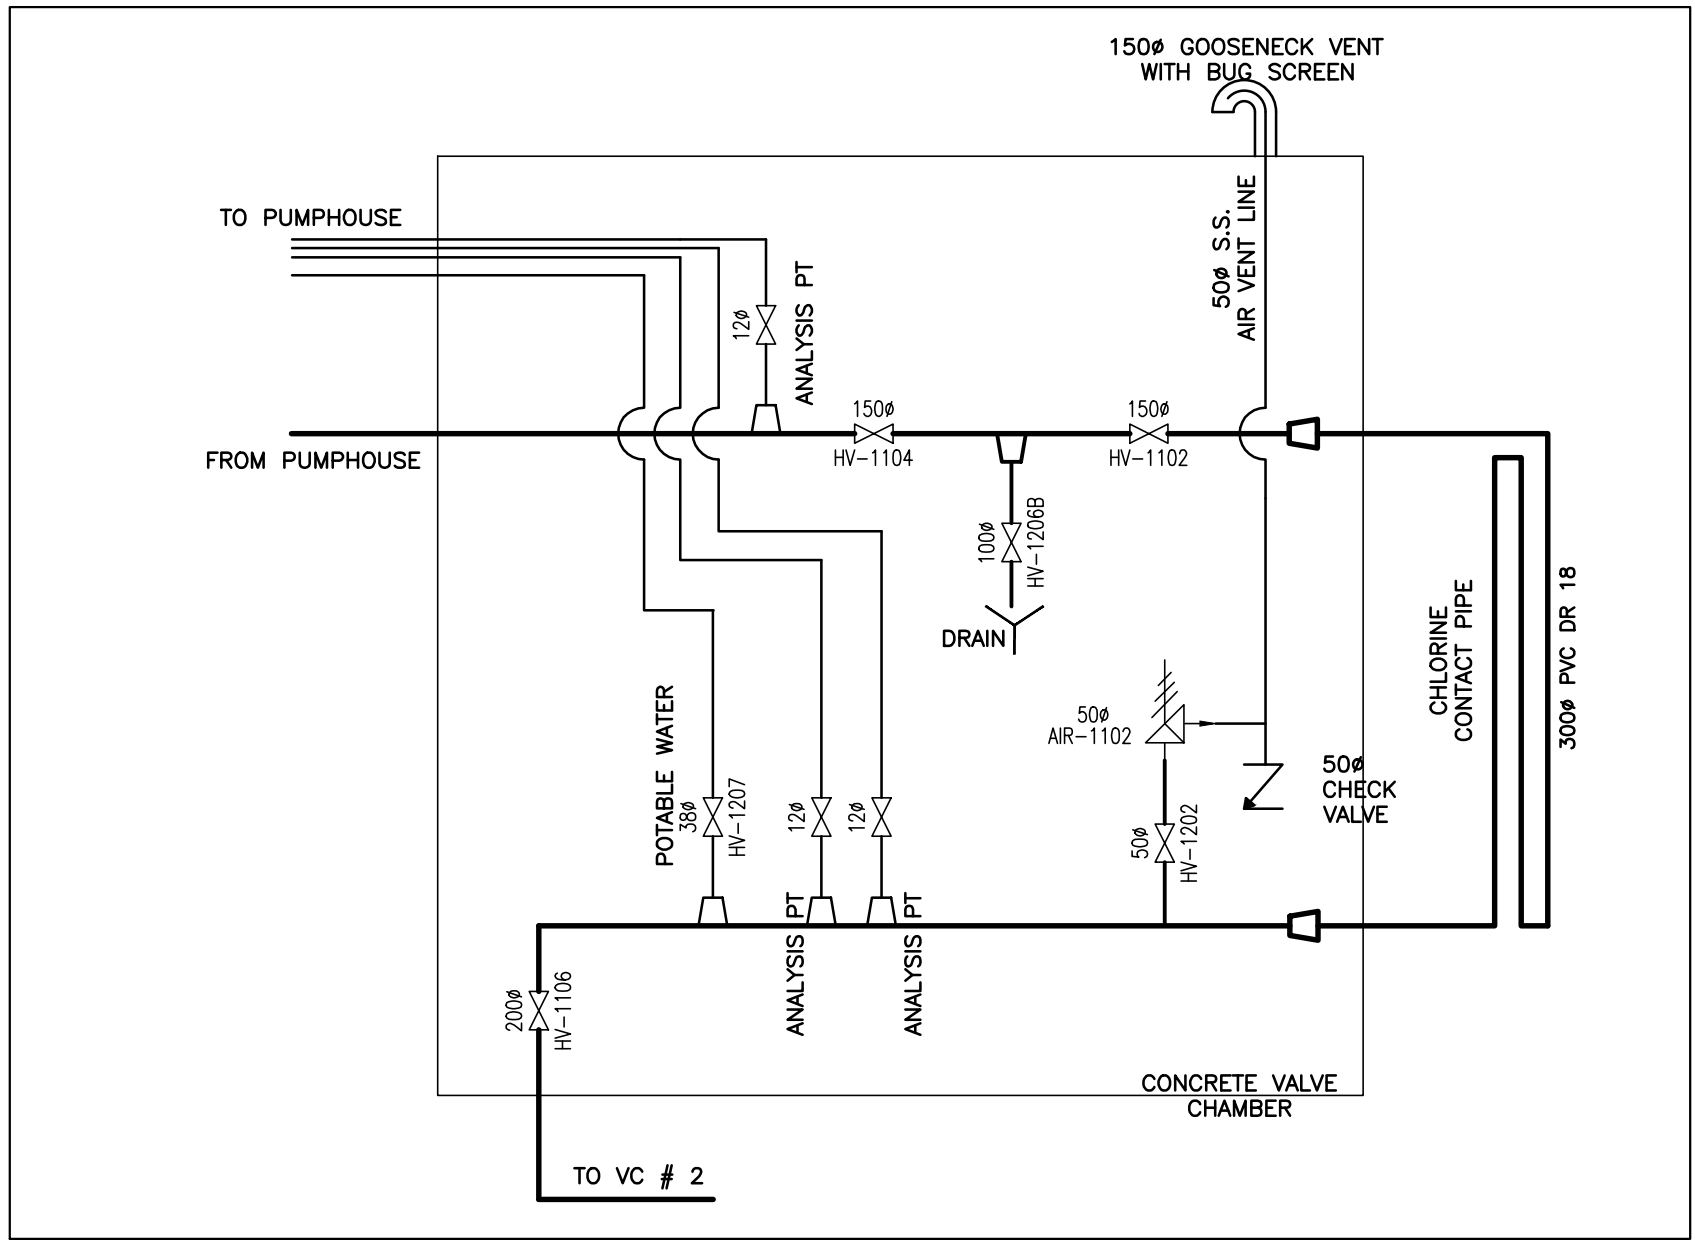 150ø GOOSENECK VENT
WITH BUG SCREEN
TO PUMPHOUSE
50ø S.S.
AIR VENT LINE
12ø
ANALYSIS PT
150ø
HV-1104
150ø
HV-1102
FROM PUMPHOUSE
100ø
HV-1206B
DRAIN
CHLORINE
CONTACT PIPE
300ø PVC DR 18
50ø
AIR-1102
50ø
CHECK
VALVE
POTABLE WATER
38ø
HV-1207
12ø
12ø
50ø
HV-1202
ANALYSIS PT
ANALYSIS PT
200ø
HV-1106
CONCRETE VALVE
CHAMBER
TO VC # 2